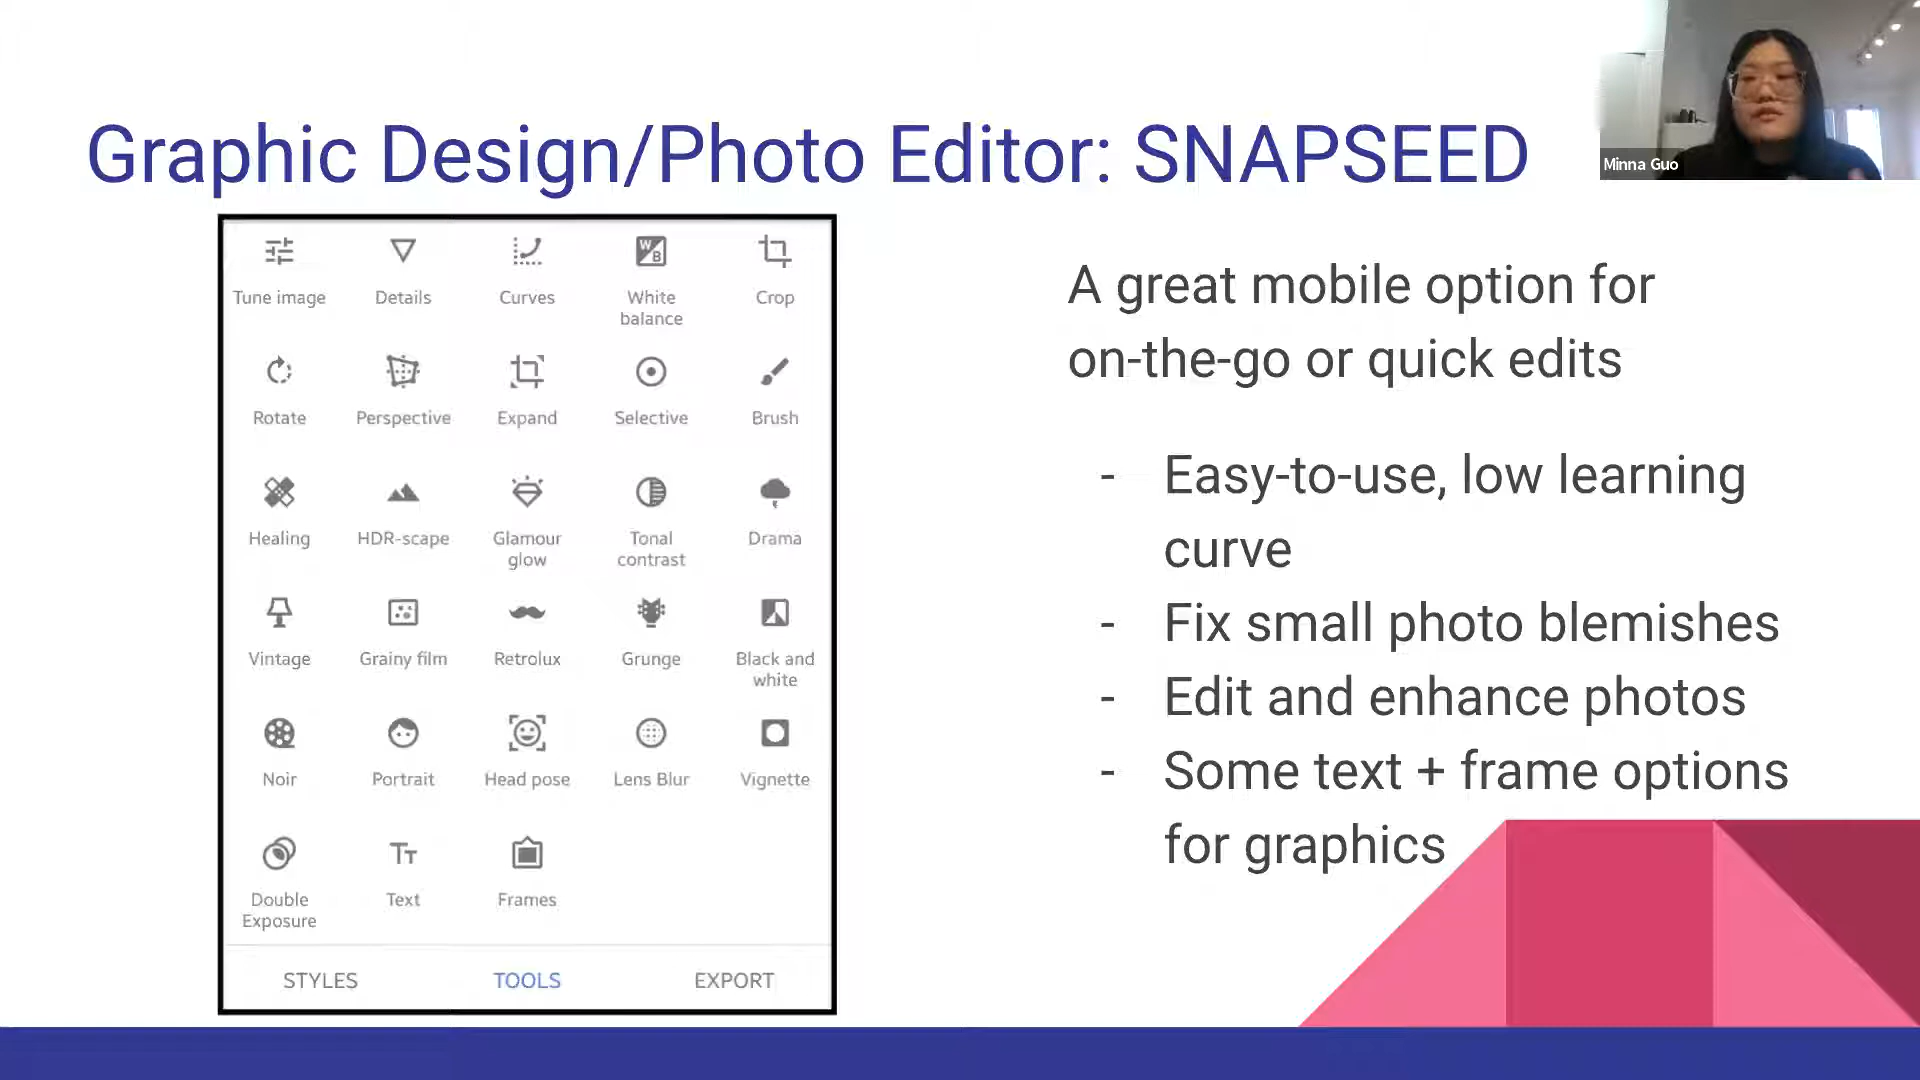 Graphic Design/Photo Editor: SNAPSEED
Minna Guo
Tune image
Details
Curves
White
balance
Crop
Rotate
Perspective
Expand
Selective
Brush
Healing
HDR-scape
Glamour
glow
Tonal
contrast
Drama
Vintage
Grainy film
Retrolux
Grunge
Black and
white
Noir
Portrait
Head pose
Lens Blur
Vignette
Double
Exposure
Text
Frames
STYLES
TOOLS
EXPORT
A great mobile option for
on-the-go or quick edits
- Easy-to-use, low learning
curve
- Fix small photo blemishes
- Edit and enhance photos
- Some text + frame options
for graphics